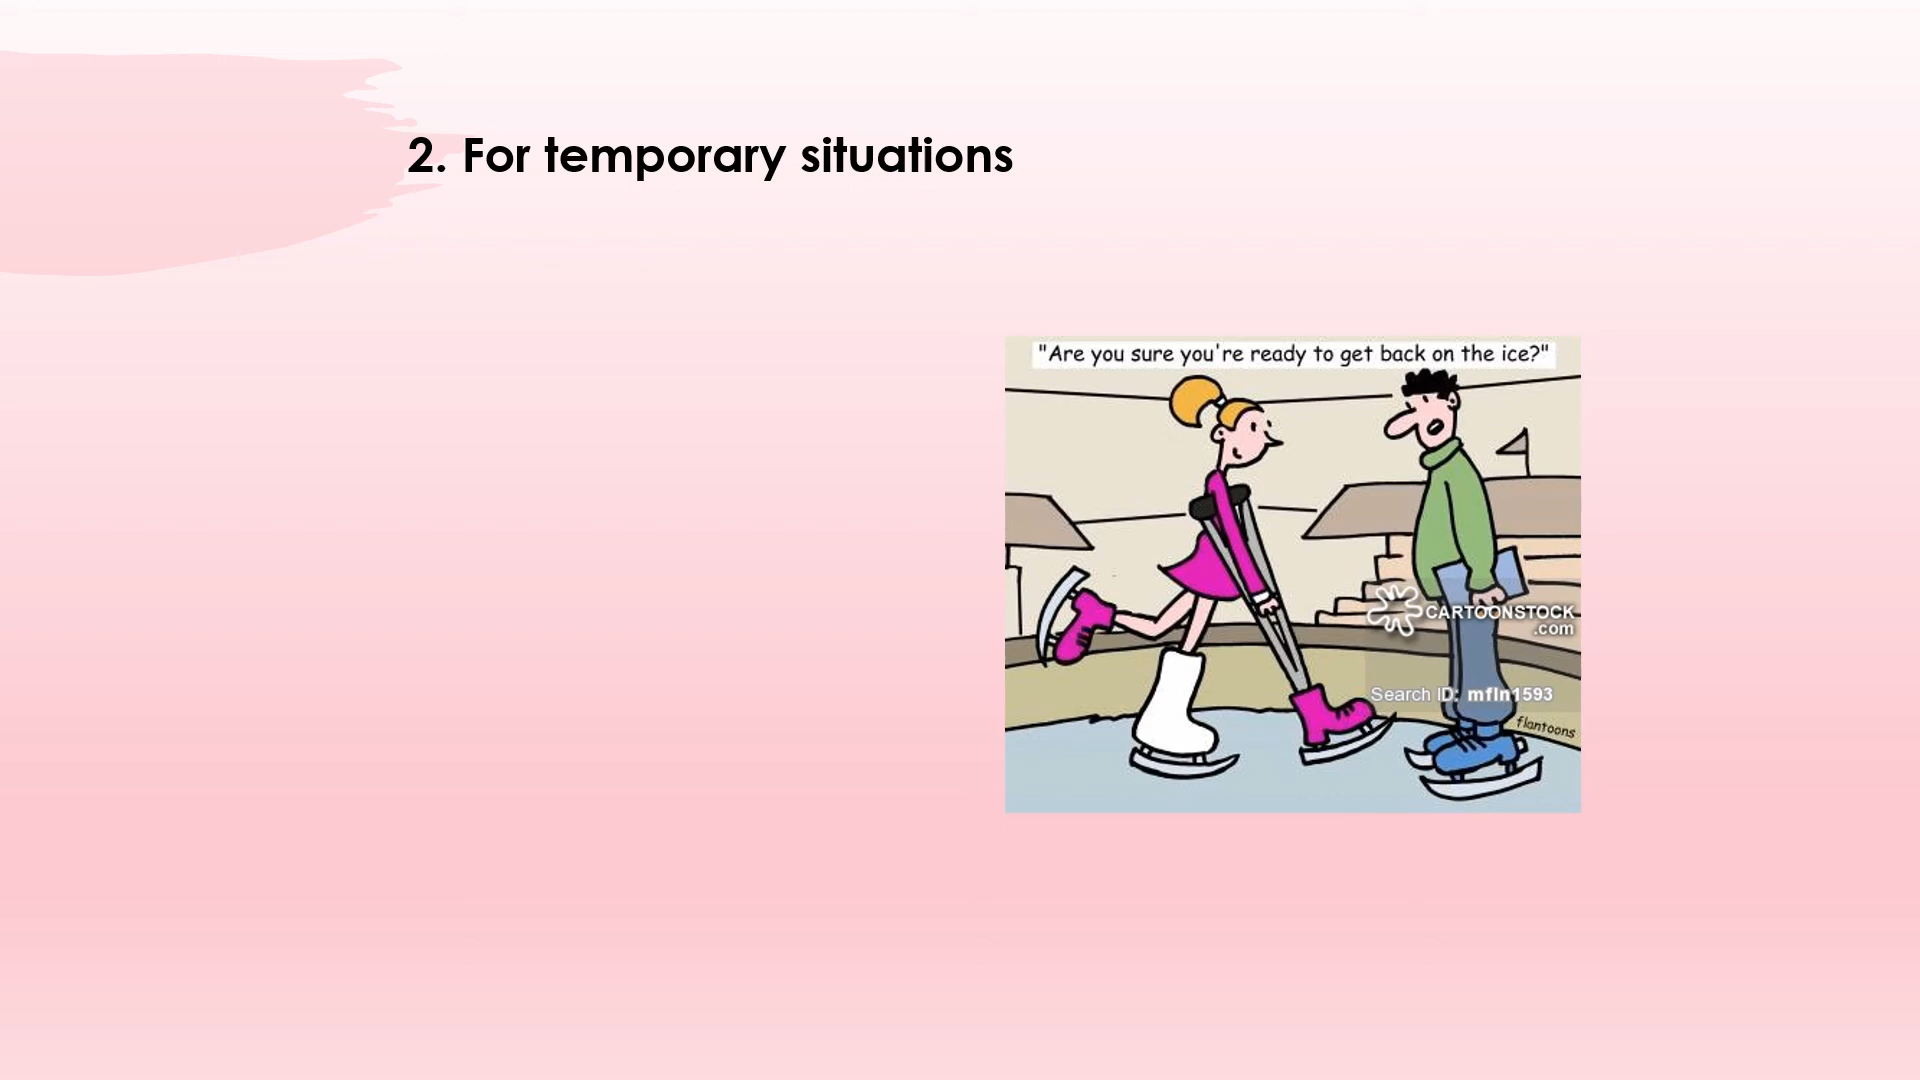 2. For temporary situations
"Are you sure you're ready to get back on the ice?"
CARTOONSTOCK
.com
Search ID: mfln1593
flantoons